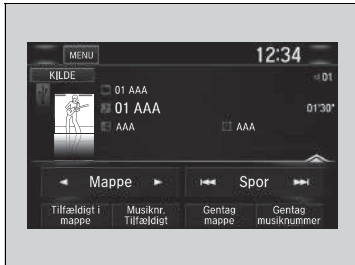 MENU 12:34
KILDE 01
01 AAA
01 AAA 01'30"
AAA AAA
Mappe Spor
Tilfældigt i mappe
Musiknr. Tilfældigt
Gentag mappe
Gentag musiknummer